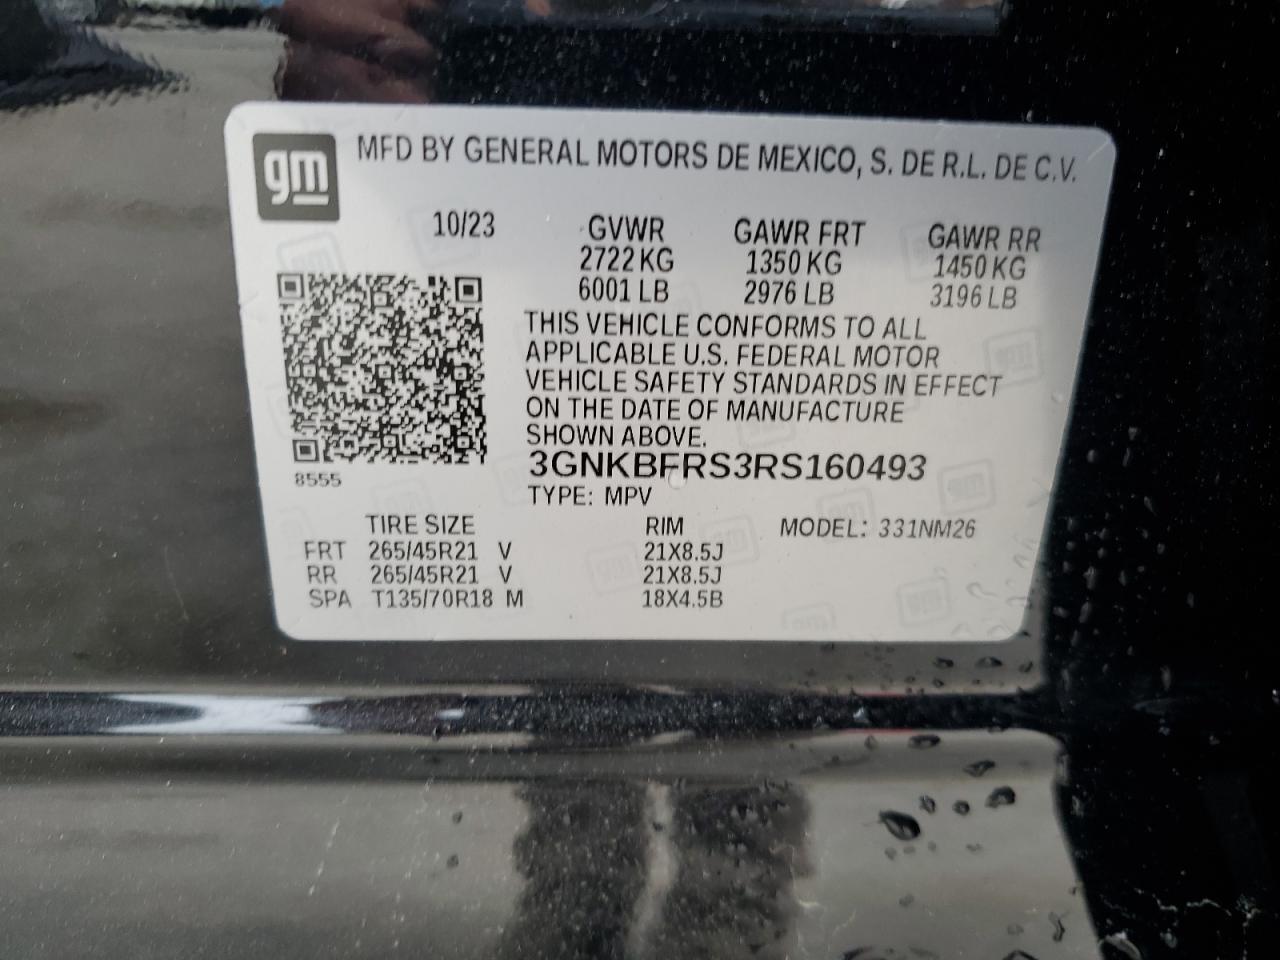 gm
MFD BY GENERAL MOTORS DE MEXICO, S. DE R.L. DE C.V.
10/23 GVWR GAWR FRT GAWR RR
2722 KG 1350 KG 1450 KG
6001 LB 2976 LB 3196 LB
THIS VEHICLE CONFORMS TO ALL
APPLICABLE U.S. FEDERAL MOTOR
VEHICLE SAFETY STANDARDS IN EFFECT
ON THE DATE OF MANUFACTURE
SHOWN ABOVE.
3GNKBFRS3RS160493
8555
TYPE: MPV
TIRE SIZE RIM MODEL: 331NM26
FRT 265/45R21 V 21X8.5J
RR 265/45R21 V 21X8.5J
SPA T135/70R18 M 18X4.5B